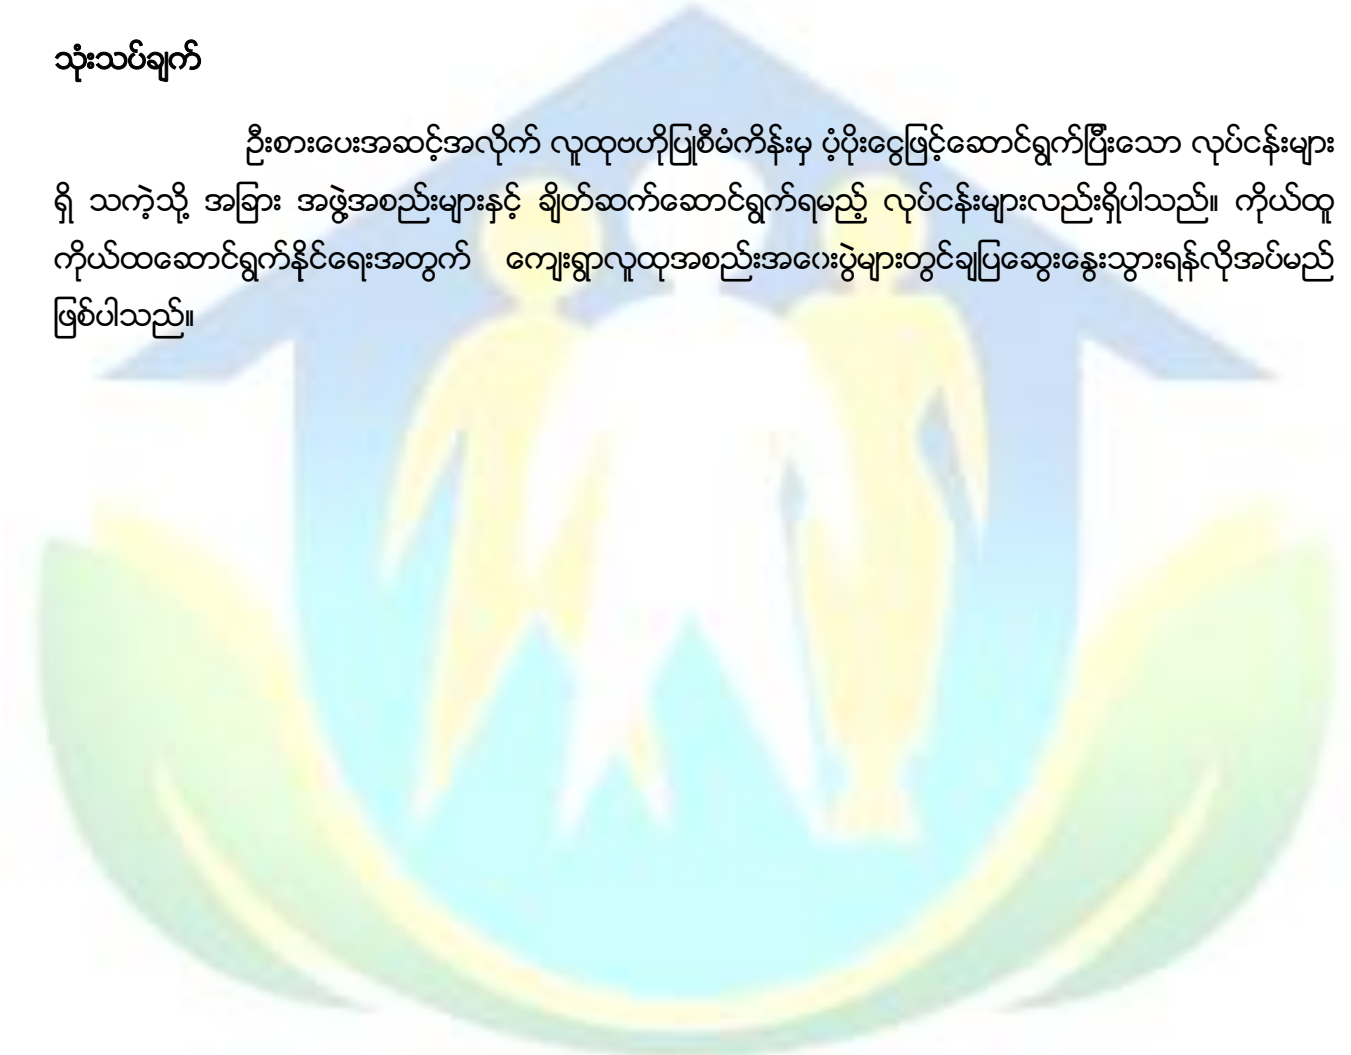 သုံးသပ်ချက်
ဦးစားပေးအဆင့်အလိုက် လူထုဗဟိုပြုစီမံကိန်းမှ ပံ့ပိုးငွေဖြင့်ဆောင်ရွက်ပြီးသော လုပ်ငန်းများ
ရှိ သကဲ့သို့ အခြား အဖွဲ့အစည်းများနှင့် ချိတ်ဆက်ဆောင်ရွက်ရမည့် လုပ်ငန်းများလည်းရှိပါသည်။ ကိုယ်ထူ
ကိုယ်ထဆောင်ရွက်နိုင်ရေးအတွက် ကျေးရွာလူထုအစည်းအဝေးပွဲများတွင်ချပြဆွေးနွေးသွားရန်လိုအပ်မည်
ဖြစ်ပါသည်။